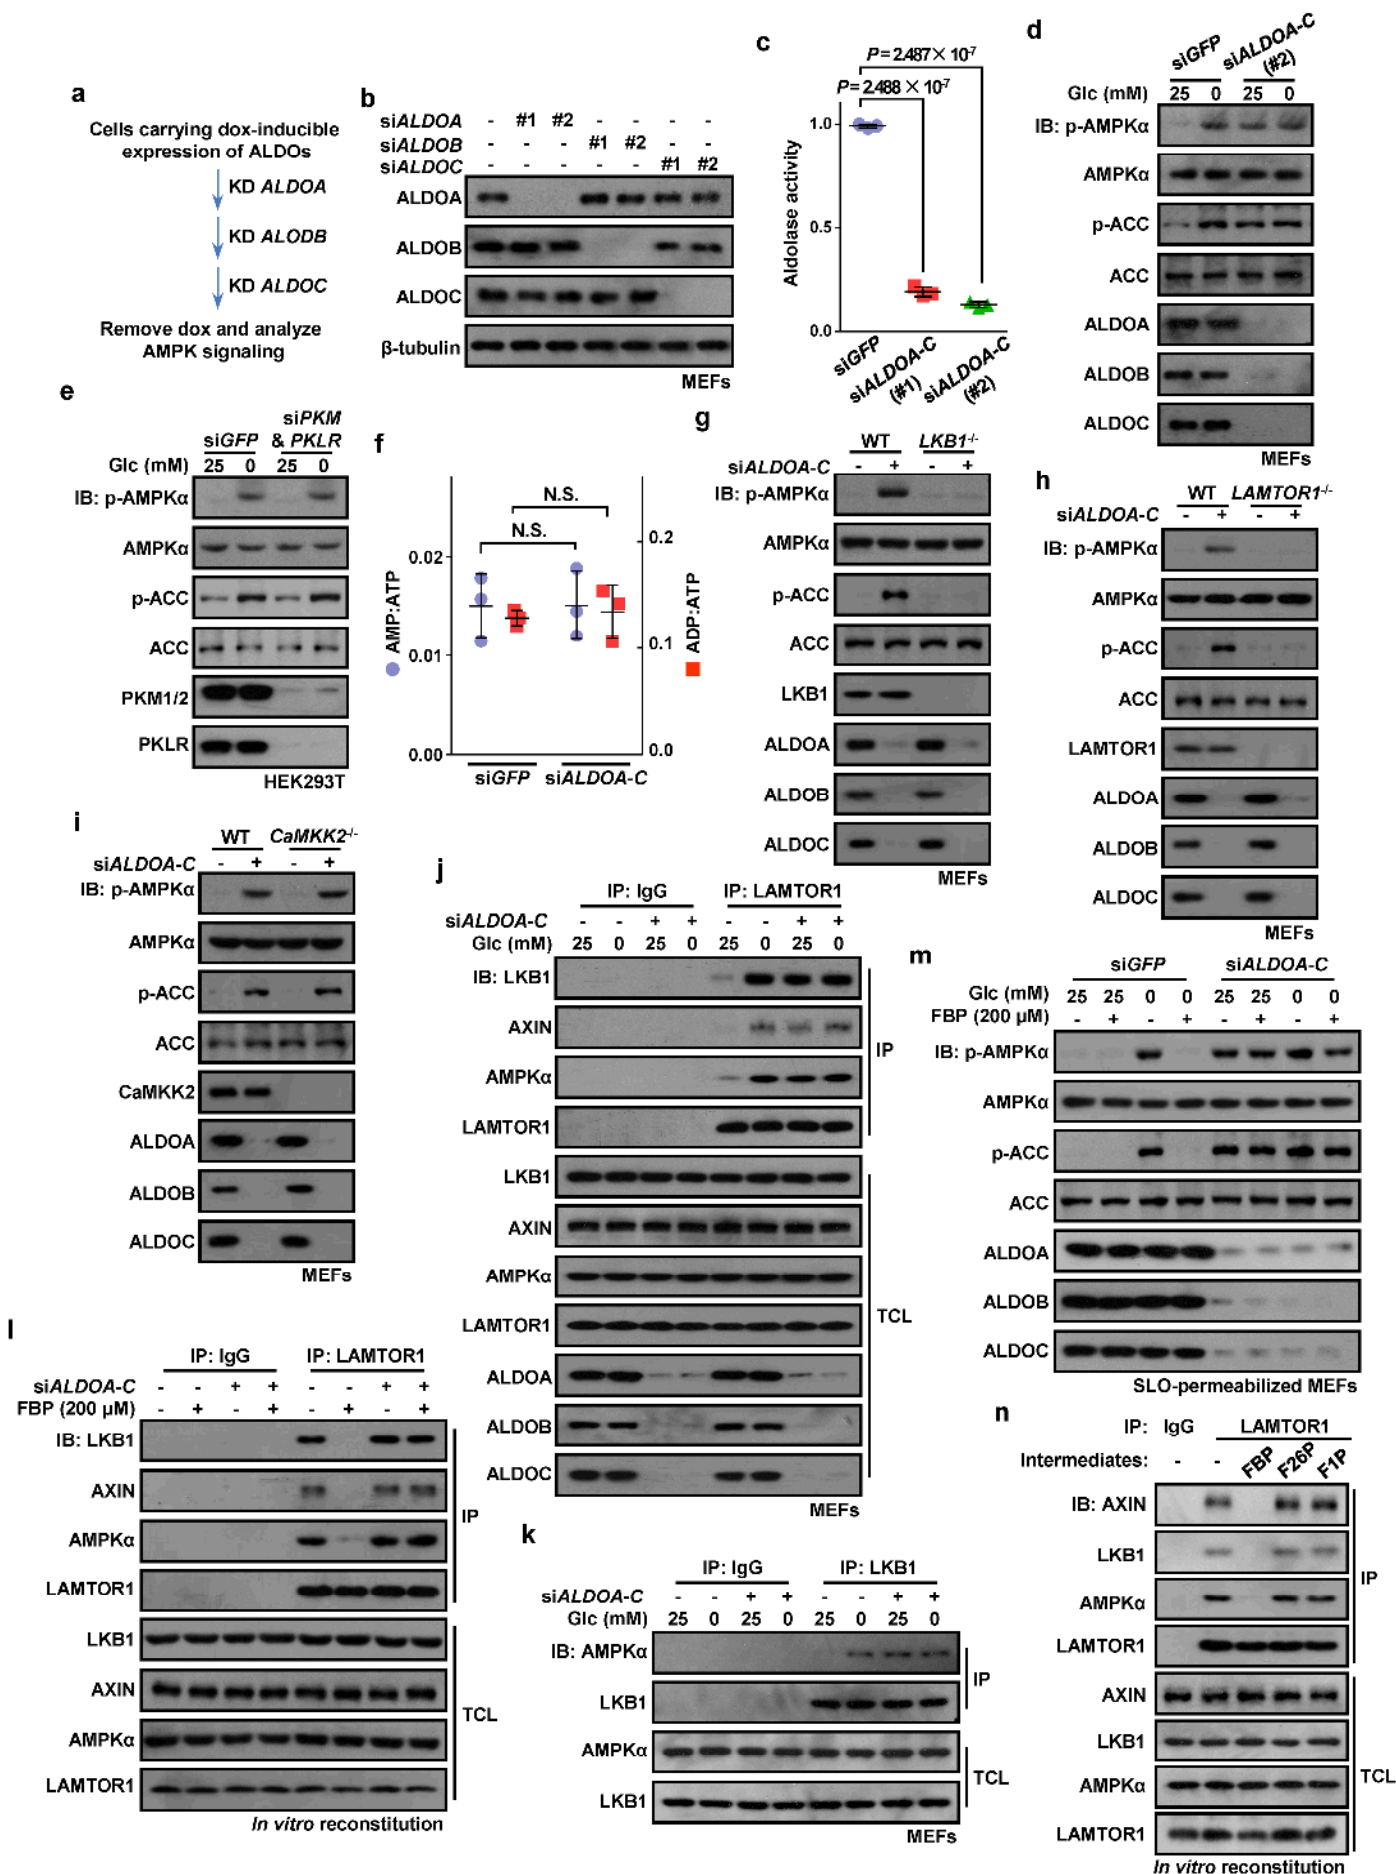 a
Cells carrying dox-inducible
expression of ALDOs
KD ALDOA
KD ALODB
KD ALDOC
Remove dox and analyze
AMPK signaling
b
siALDOA - #1 #2 - - - -
siALDOB - - - #1 #2 - -
siALDOC - - - - - #1 #2
ALDOA
ALDOB
ALDOC
β-tubulin
MEFs
c
P = 2.487 × 10-7
P = 2.488 × 10-7
Aldolase activity
1.0
0.5
0.0
siGFP
siALDOA-C
(#1)
siALDOA-C
(#2)
d
siGFP siALDOA-C
(#2)
Glc (mM) 25 0 25 0
IB: p-AMPKα
AMPKα
p-ACC
ACC
ALDOA
ALDOB
ALDOC
MEFs
e
siPKM
siGFP & PKLR
Glc (mM) 25 0 25 0
IB: p-AMPKα
AMPKα
p-ACC
ACC
PKM1/2
PKLR
HEK293T
f
N.S.
N.S.
AMP:ATP
0.02
0.01
0.00
ADP:ATP
0.2
0.1
0.0
siGFP siALDOA-C
g
WT LKB1-/-
siALDOA-C - + - +
IB: p-AMPKα
AMPKα
p-ACC
ACC
LKB1
ALDOA
ALDOB
ALDOC
MEFs
h
WT LAMTOR1-/-
siALDOA-C - + - +
IB: p-AMPKα
AMPKα
p-ACC
ACC
LAMTOR1
ALDOA
ALDOB
ALDOC
MEFs
i
WT CaMKK2-/-
siALDOA-C - + - +
IB: p-AMPKα
AMPKα
p-ACC
ACC
CaMKK2
ALDOA
ALDOB
ALDOC
MEFs
j
IP: IgG IP: LAMTOR1
siALDOA-C - - + + - - + +
Glc (mM) 25 0 25 0 25 0 25 0
IB: LKB1
AXIN
AMPKα
LAMTOR1
IP
LKB1
AXIN
AMPKα
LAMTOR1
ALDOA
ALDOB
ALDOC
TCL
MEFs
k
IP: IgG IP: LKB1
siALDOA-C - - + + - - + +
Glc (mM) 25 0 25 0 25 0 25 0
IB: AMPKα
LKB1
IP
AMPKα
LKB1
TCL
MEFs
l
IP: IgG IP: LAMTOR1
siALDOA-C - - + + - - + +
FBP (200 μM) - + - + - + - +
IB: LKB1
AXIN
AMPKα
LAMTOR1
IP
LKB1
AXIN
AMPKα
LAMTOR1
TCL
In vitro reconstitution
m
siGFP siALDOA-C
Glc (mM) 25 25 0 0 25 25 0 0
FBP (200 μM) - + - + - + - +
IB: p-AMPKα
AMPKα
p-ACC
ACC
ALDOA
ALDOB
ALDOC
SLO-permeabilized MEFs
n
IP: IgG LAMTOR1
Intermediates: - - FBP F26P F1P
IB: AXIN
LKB1
AMPKα
LAMTOR1
IP
AXIN
LKB1
AMPKα
LAMTOR1
TCL
In vitro reconstitution